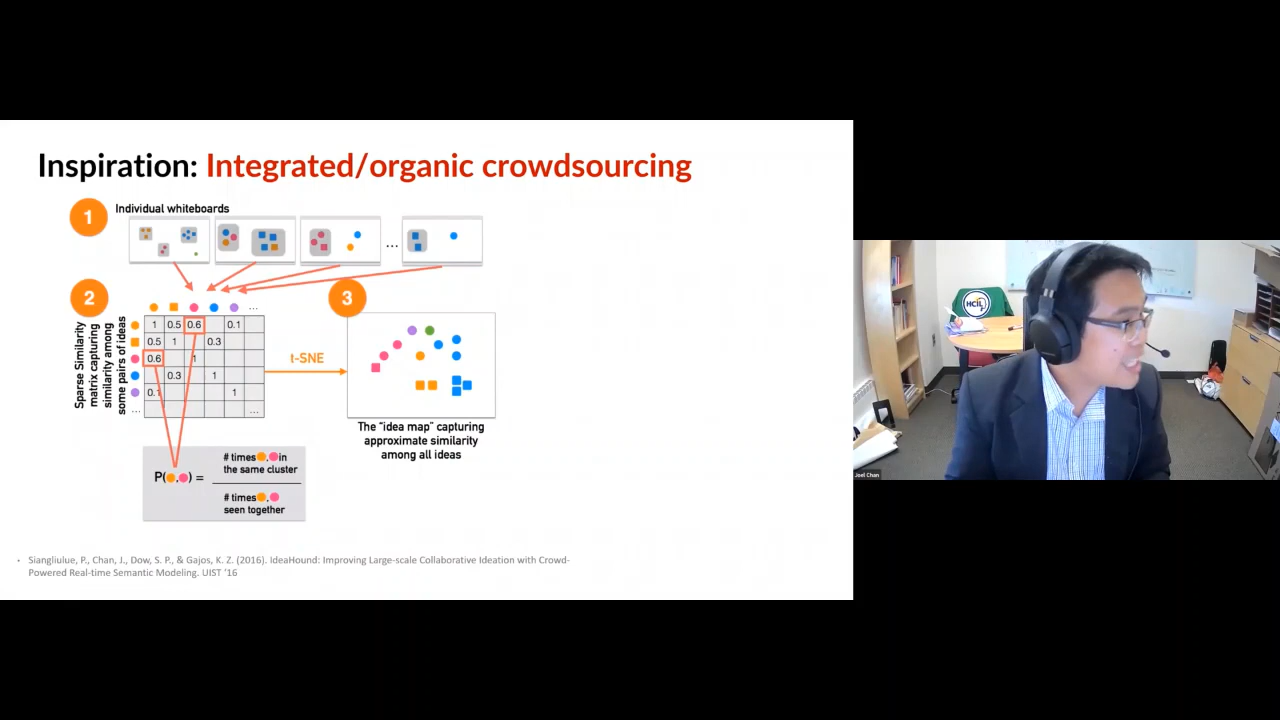 Inspiration: Integrated/organic crowdsourcing
1
Individual whiteboards
...
2
Sparse Similarity
matrix capturing
similarity among
some pairs of ideas
...
1 0.5 0.6 0.1
0.5 1 0.3
0.6 1
0.3 1
0.1 1
... ...
t-SNE
3
The "idea map" capturing
approximate similarity
among all ideas
P( , ) =
# times , in
the same cluster
# times ,
seen together
• Siangliulue, P., Chan, J., Dow, S. P., & Gajos, K. Z. (2016). IdeaHound: Improving Large-scale Collaborative Ideation with Crowd-
Powered Real-time Semantic Modeling. UIST '16
HCIL
Joel Chan